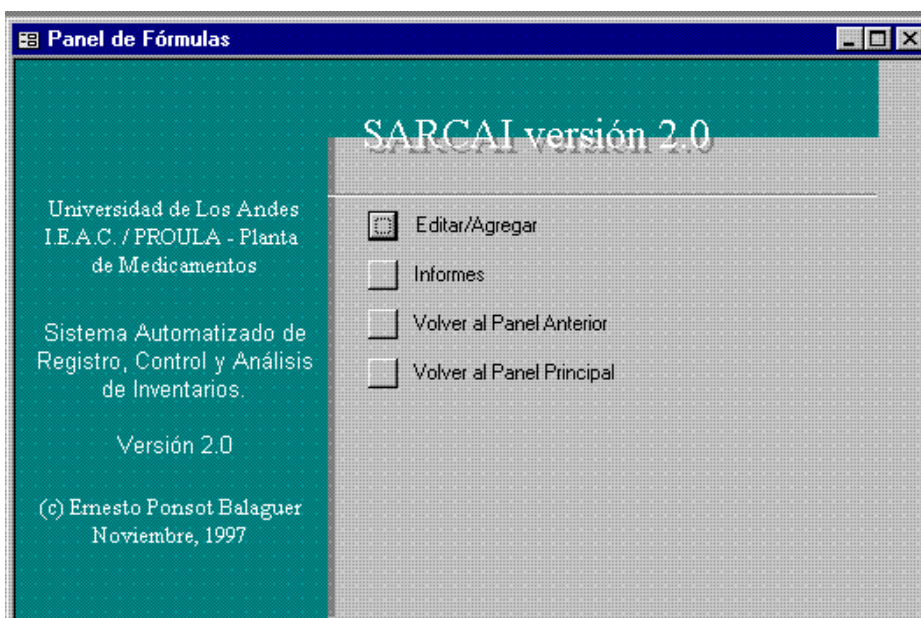 Panel de Fórmulas
SARCAI versión 2.0
Universidad de Los Andes
I.E.A.C. / PROULA - Planta
de Medicamentos
Sistema Automatizado de
Registro, Control y Análisis
de Inventarios.
Versión 2.0
(c) Ernesto Ponsot Balaguer
Noviembre, 1997
Editar/Agregar
Informes
Volver al Panel Anterior
Volver al Panel Principal